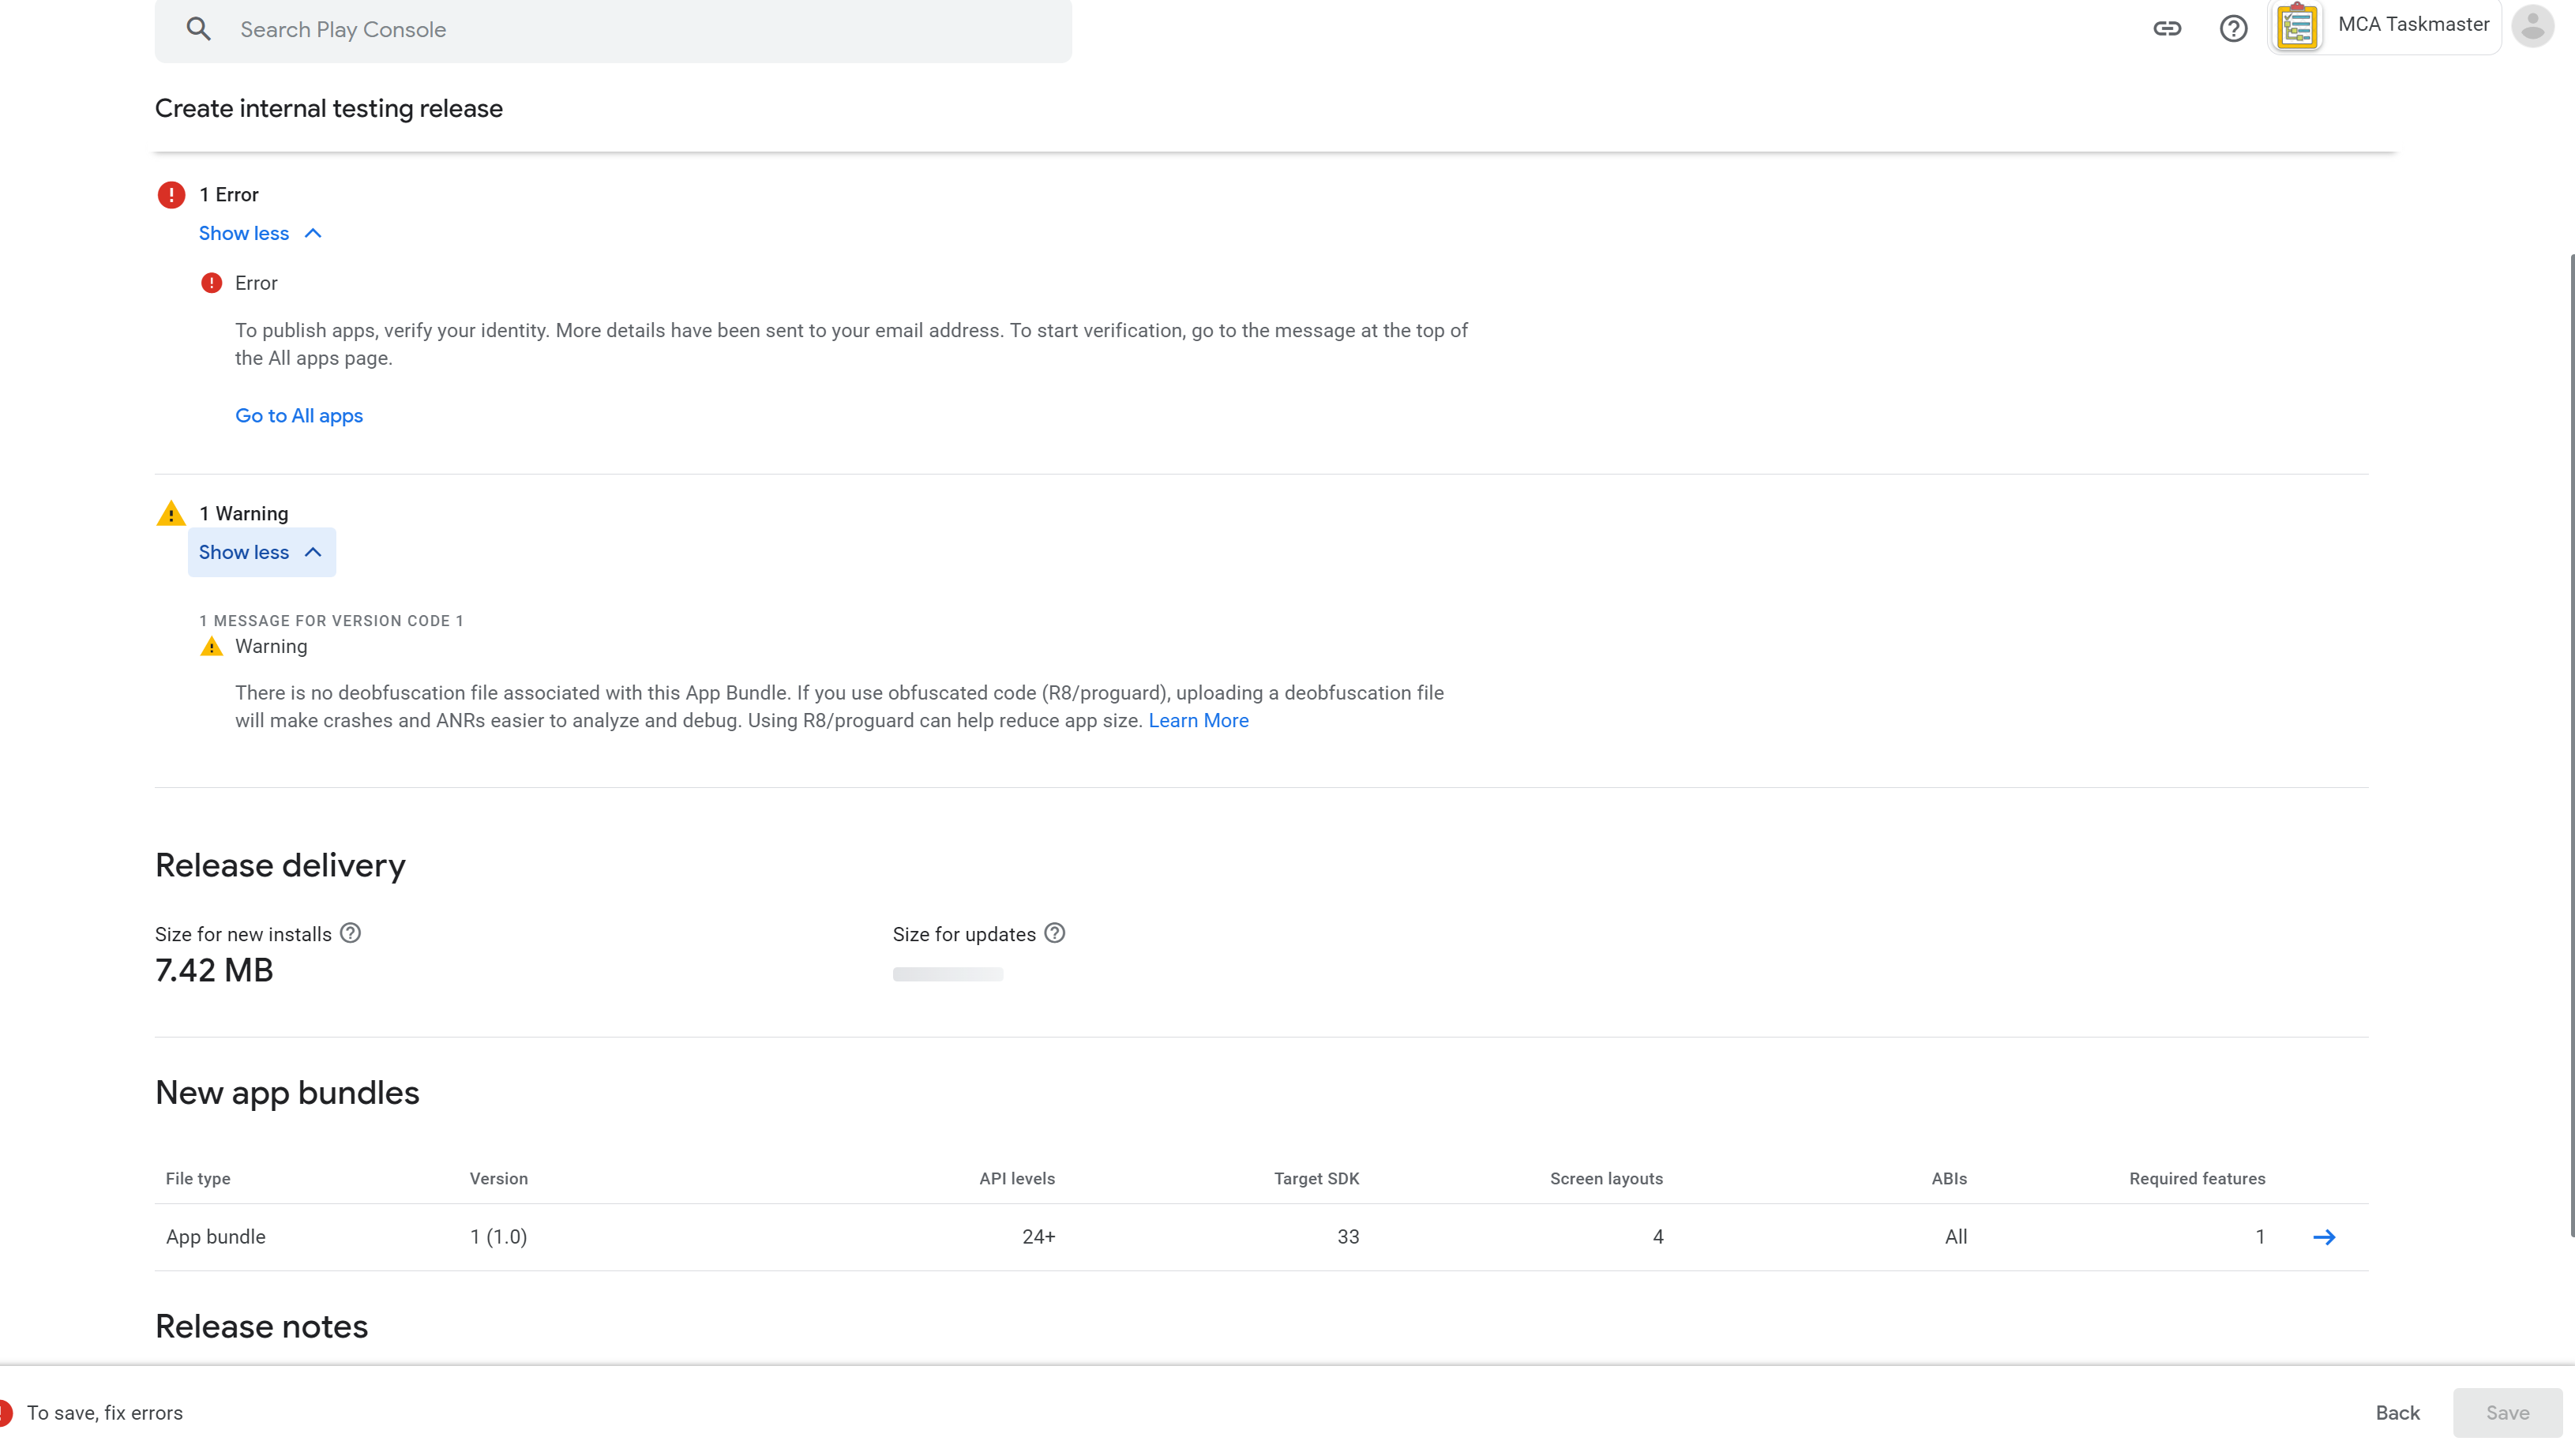 Search Play Console
MCA Taskmaster
Create internal testing release
1 Error
Show less
Error
To publish apps, verify your identity. More details have been sent to your email address. To start verification, go to the message at the top of
the All apps page.
Go to All apps
1 Warning
Show less
1 MESSAGE FOR VERSION CODE 1
Warning
There is no deobfuscation file associated with this App Bundle. If you use obfuscated code (R8/proguard), uploading a deobfuscation file
will make crashes and ANRs easier to analyze and debug. Using R8/proguard can help reduce app size. Learn More
Release delivery
Size for new installs
Size for updates
7.42 MB
New app bundles
File type Version API levels Target SDK Screen layouts ABIs Required features
App bundle 1 (1.0) 24+ 33 4 All 1
Release notes
To save, fix errors
Back
Save